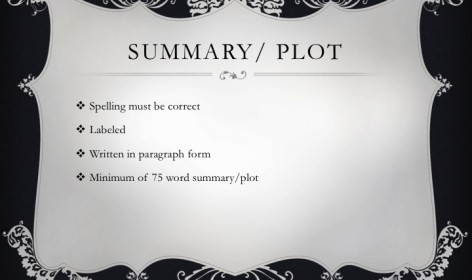 SUMMARY/ PLOT
❖ Spelling must be correct
❖ Labeled
❖ Written in paragraph form
❖ Minimum of 75 word summary/plot